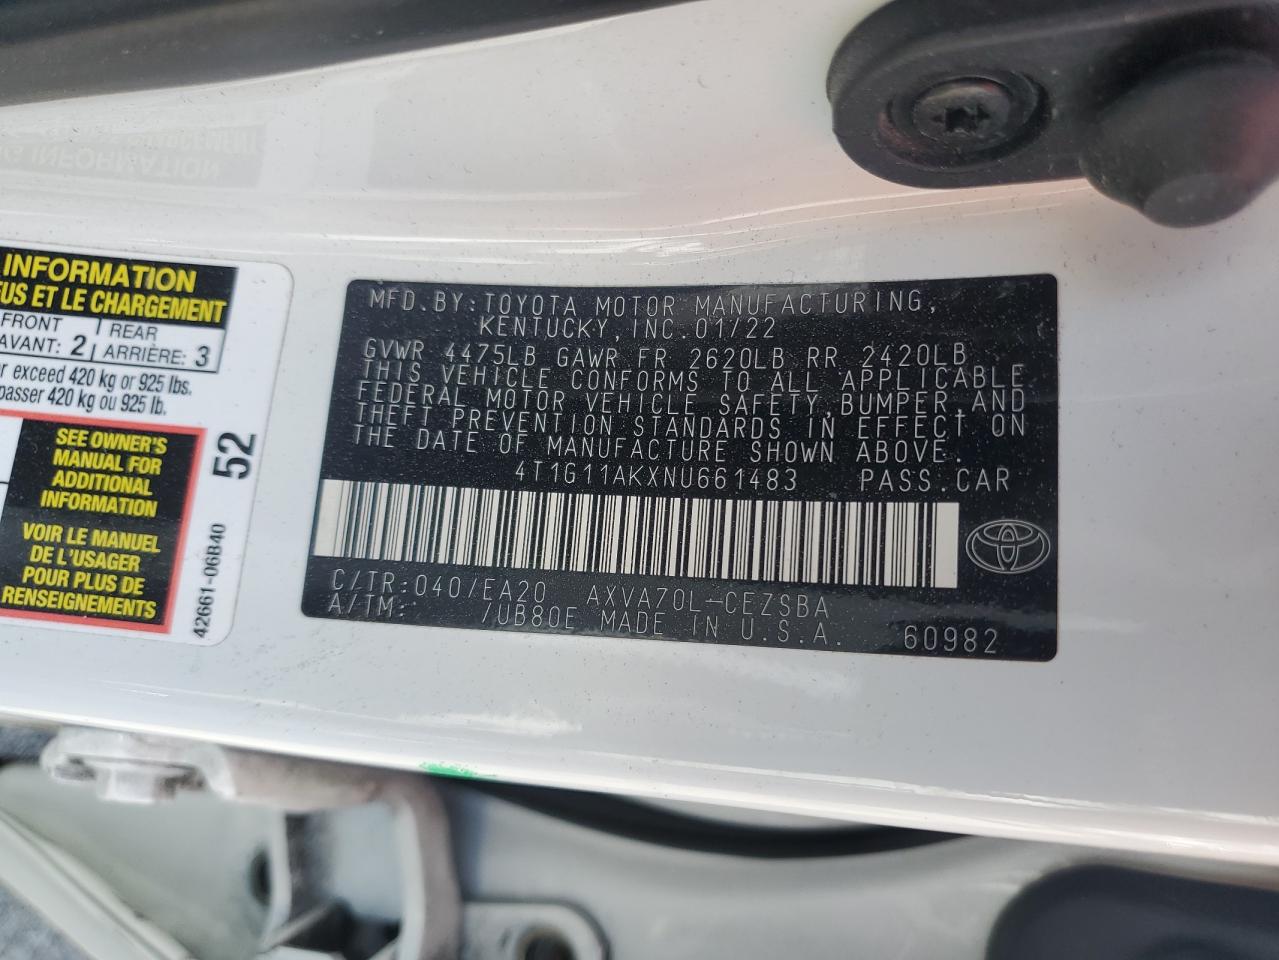 INFORMATION
US ET LE CHARGEMENT
FRONT
AVANT: 2
REAR
ARRIÈRE: 3
exceed 420 kg or 925 lbs.
passer 420 kg ou 925 lb.
SEE OWNER'S
MANUAL FOR
ADDITIONAL
INFORMATION
VOIR LE MANUEL
DE L'USAGER
POUR PLUS DE
RENSEIGNEMENTS
52
42661-06B40
MFD.BY:TOYOTA MOTOR MANUFACTURING,
KENTUCKY, INC.01/22
GVWR 4475LB GAWR FR 2620LB RR 2420LB
THIS VEHICLE CONFORMS TO ALL APPLICABLE
FEDERAL MOTOR VEHICLE SAFETY,BUMPER,AND
THEFT PREVENTION STANDARDS IN EFFECT ON
THE DATE OF MANUFACTURE SHOWN ABOVE.
4T1G11AKXNU661483 PASS.CAR
C/TR:040/EA20 AXVA70L-CEZSBA
A/TM: /UB80E MADE IN U.S.A. 60982